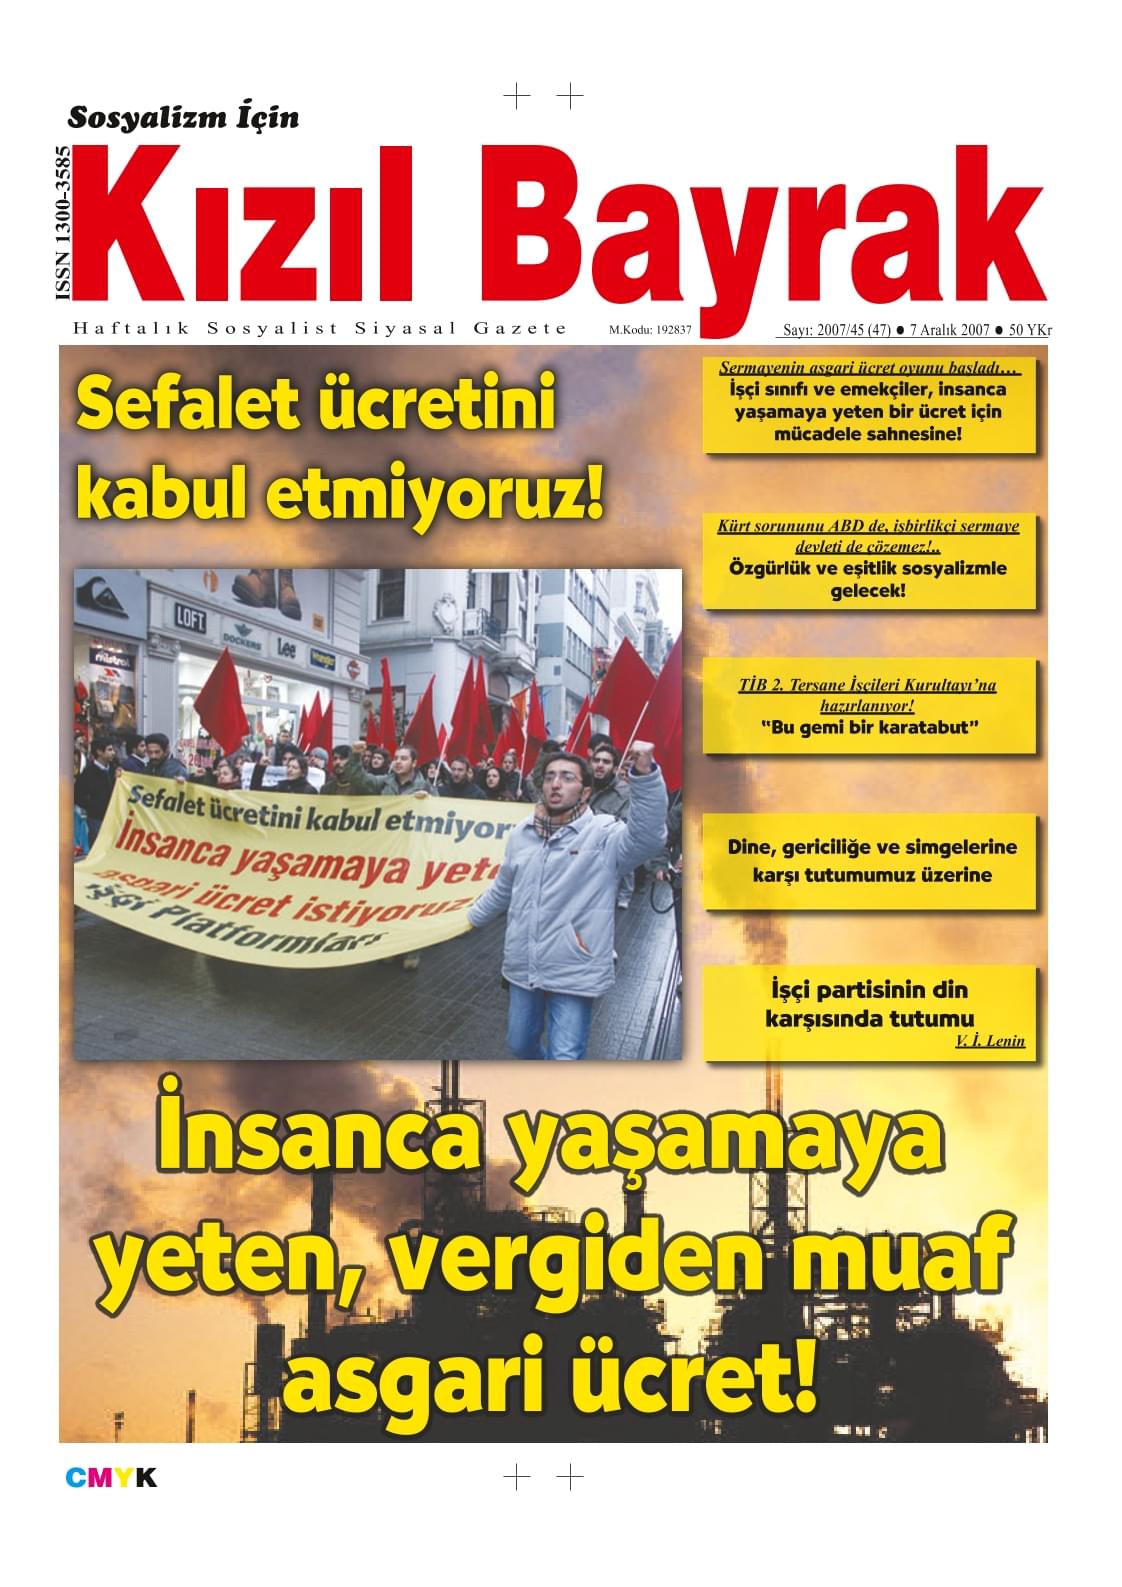 Sosyalizm İçin
ISSN 1300-3585
Kızıl Bayrak
Haftalık Sosyalist Siyasal Gazete
M.Kodu: 192837
Sayı: 2007/45 (47) ● 7 Aralık 2007 ● 50 YKr
Sefalet ücretini
kabul etmiyoruz!
Sermayenin asgari ücret oyunu başladı…
İşçi sınıfı ve emekçiler, insanca
yaşamaya yeten bir ücret için
mücadele sahnesine!
Kürt sorununu ABD de, işbirlikçi sermaye
devleti de çözemez!..
Özgürlük ve eşitlik sosyalizmle
gelecek!
TİB 2. Tersane İşçileri Kurultayı’na
hazırlanıyor!
“Bu gemi bir karatabut”
Dine, gericiliğe ve simgelerine
karşı tutumumuz üzerine
İşçi partisinin din
karşısında tutumu
V. İ. Lenin
LOFT
DOCKERS
Lee
Wrangler
mistral
Sefalet ücretini kabul etmiyor
İnsanca yaşamaya yete
asgari ücret istiyoruz
İşçi Platformları
İnsanca yaşamaya
yeten, vergiden muaf
asgari ücret!
CMYK